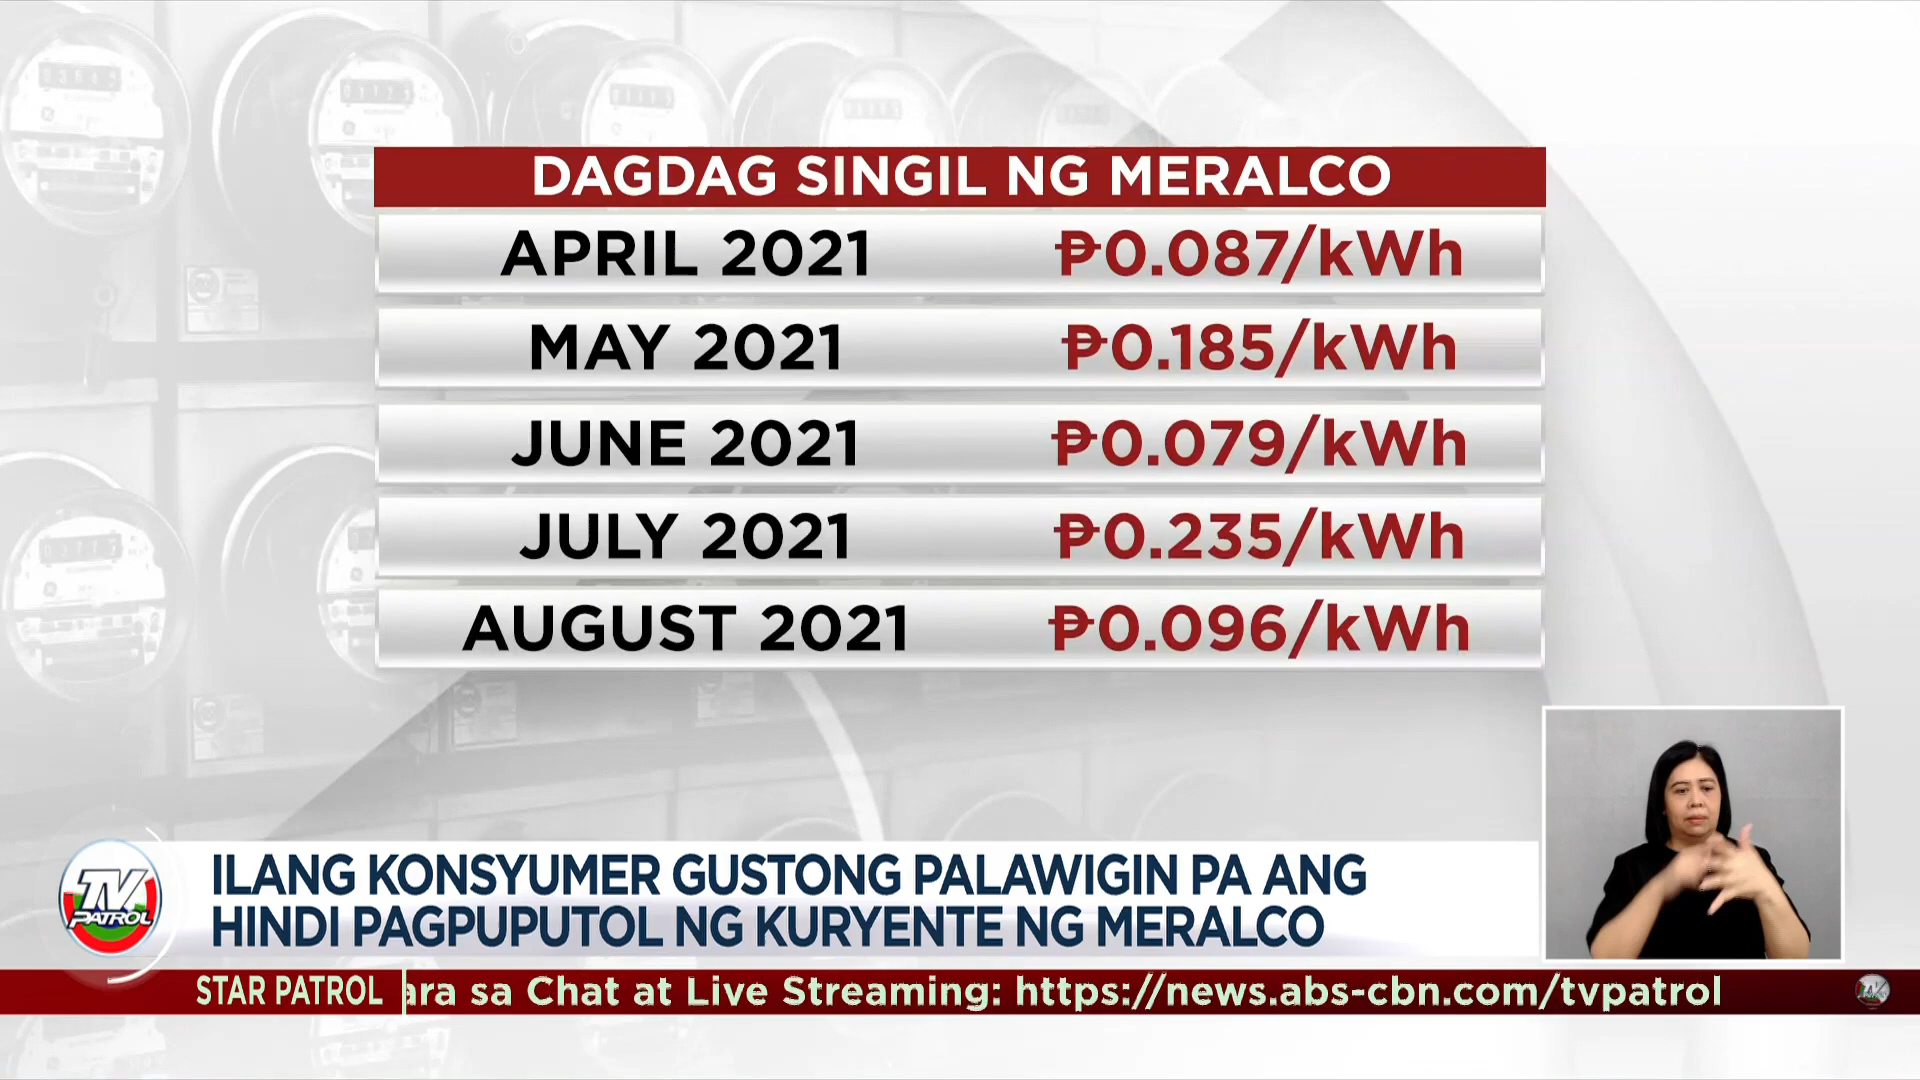 DAGDAG SINGIL NG MERALCO
APRIL 2021 ₱0.087/kWh
MAY 2021 ₱0.185/kWh
JUNE 2021 ₱0.079/kWh
JULY 2021 ₱0.235/kWh
AUGUST 2021 ₱0.096/kWh
TV PATROL
ILANG KONSYUMER GUSTONG PALAWIGIN PA ANG
HINDI PAGPUPUTOL NG KURYENTE NG MERALCO
STAR PATROL ara sa Chat at Live Streaming: https://news.abs-cbn.com/tvpatrol